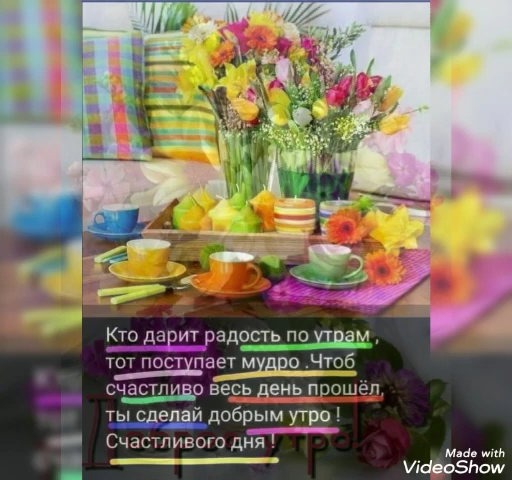 Кто дарит радость по утрам ,
тот поступает мудро .Чтоб
счастливо весь день прошёл,
ты сделай добрым утро !
Счастливого дня !
Made with
VideoShow